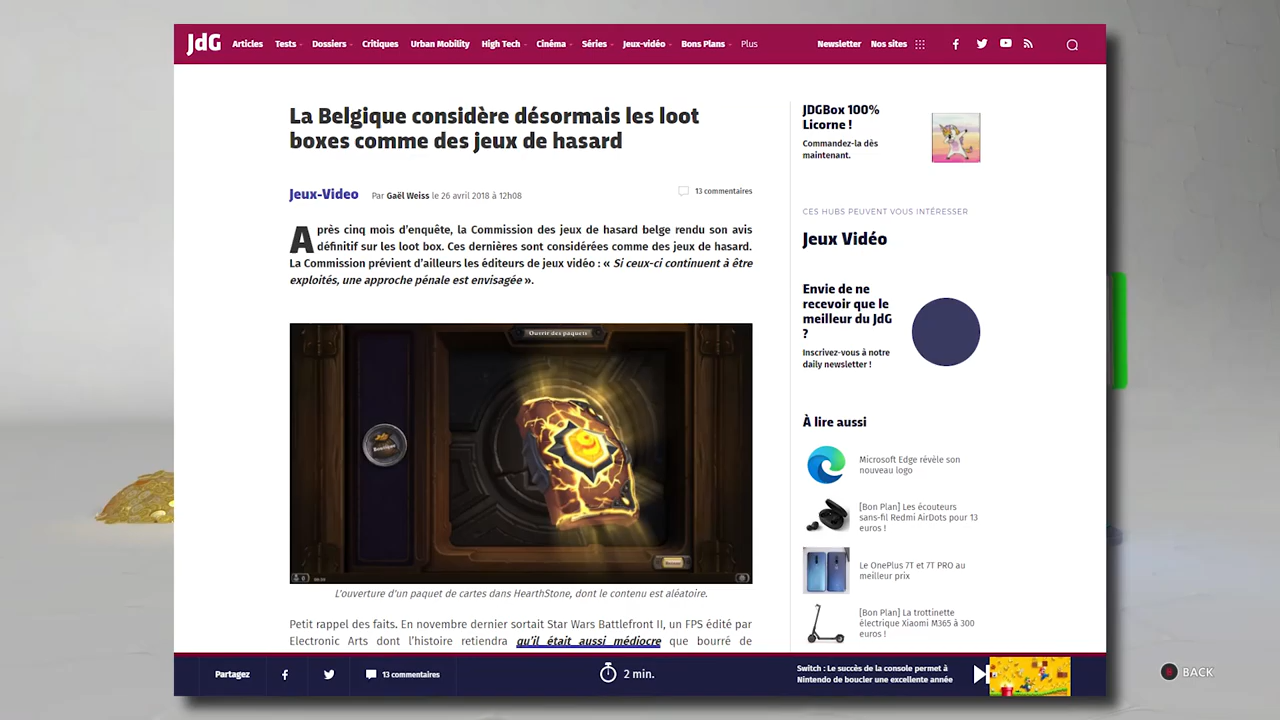 JdG Articles Tests Dossiers Critiques Urban Mobility High Tech Cinéma Séries Jeux-vidéo Bons Plans Plus Newsletter Nos sites
La Belgique considère désormais les loot
boxes comme des jeux de hasard
Jeux-Video Par Gaël Weiss le 26 avril 2018 à 12h08 13 commentaires
Après cinq mois d'enquête, la Commission des jeux de hasard belge rendu son avis
définitif sur les loot box. Ces dernières sont considérées comme des jeux de hasard.
La Commission prévient d'ailleurs les éditeurs de jeux vidéo : « Si ceux-ci continuent à être
exploités, une approche pénale est envisagée ».
Ouvrir des paquets
Boutique
Retour
L'ouverture d'un paquet de cartes dans HearthStone, dont le contenu est aléatoire.
Petit rappel des faits. En novembre dernier sortait Star Wars Battlefront II, un FPS édité par
Electronic Arts dont l'histoire retiendra qu'il était aussi médiocre que bourré de
JDGBox 100%
Licorne !
Commandez-la dès
maintenant.
CES HUBS PEUVENT VOUS INTÉRESSER
Jeux Vidéo
Envie de ne
recevoir que le
meilleur du JdG
?
Inscrivez-vous à notre
daily newsletter !
À lire aussi
Microsoft Edge révèle son
nouveau logo
[Bon Plan] Les écouteurs
sans-fil Redmi AirDots pour 13
euros !
Le OnePlus 7T et 7T PRO au
meilleur prix
[Bon Plan] La trottinette
électrique Xiaomi M365 à 300
euros !
Partagez 13 commentaires 2 min.
Switch : Le succès de la console permet à
Nintendo de boucler une excellente année
BACK